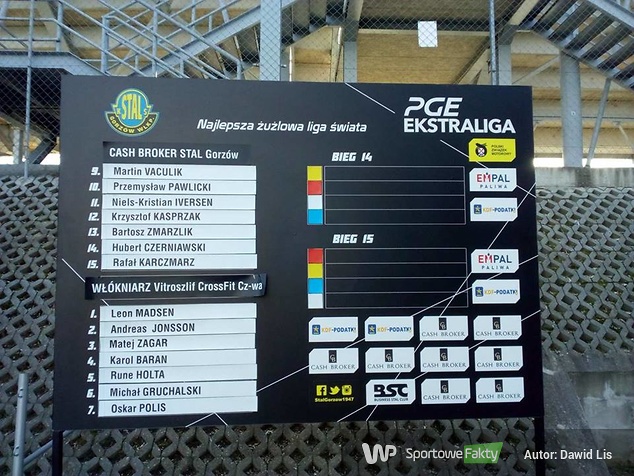 STAL
GORZÓW WLKP.
Najlepsza żużlowa liga świata
PGE
EKSTRALIGA
POLSKI
ZWIĄZEK
MOTOROWY
CASH BROKER STAL Gorzów
9. Martin VACULIK
10. Przemysław PAWLICKI
11. Niels-Kristian IVERSEN
12. Krzysztof KASPRZAK
13. Bartosz ZMARZLIK
14. Hubert CZERNIAWSKI
15. Rafał KARCZMARZ
BIEG 14
EMPAL
PALIWA
KDF-PODATKI
BIEG 15
EMPAL
PALIWA
KDF-PODATKI
WŁÓKNIARZ Vitroszlif CrossFit Cz-wa
1. Leon MADSEN
2. Andreas JONSSON
3. Matej ZAGAR
4. Karol BARAN
5. Rune HOLTA
6. Michał GRUCHALSKI
7. Oskar POLIS
KDF-PODATKI KDF-PODATKI CASH BROKER CASH BROKER
CASH BROKER CASH BROKER CASH BROKER CASH BROKER
StalGorzow1947 BSC BUSINESS STAL CLUB CASH BROKER CASH BROKER
WP SportoweFakty Autor: Dawid Lis